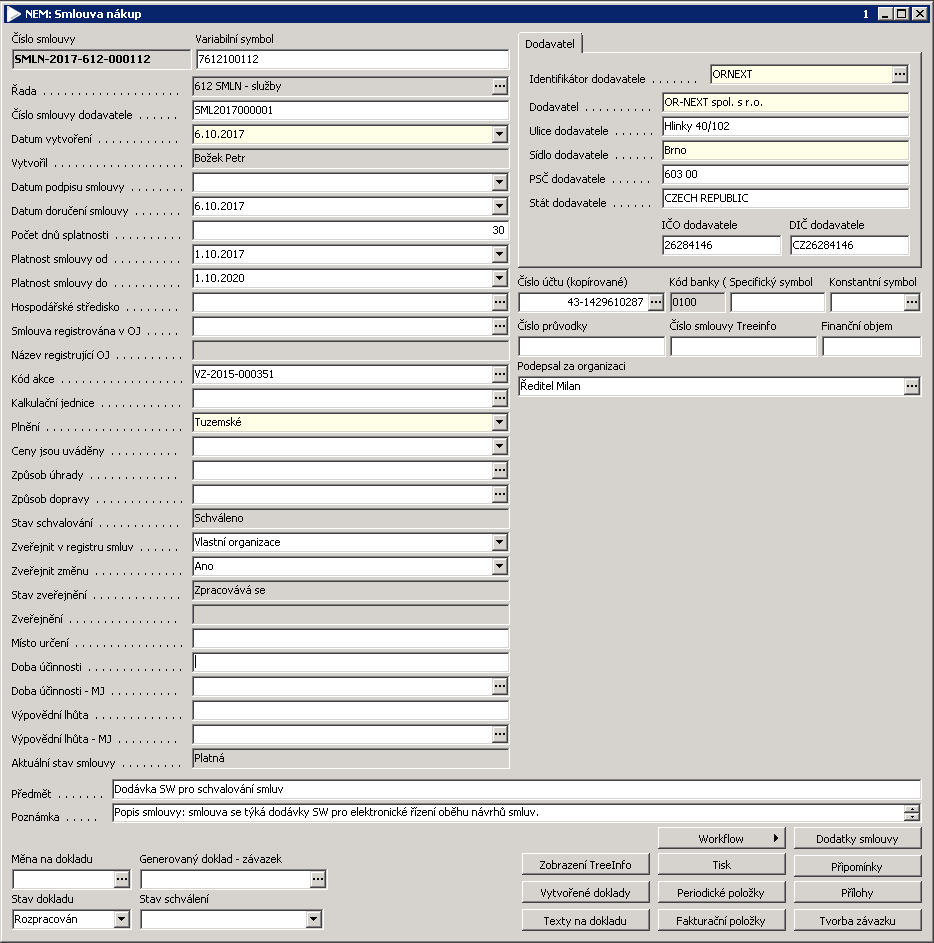 NEM: Smlouva nákup 1
Číslo smlouvy Variabilní symbol
SMLN-2017-612-000112 7612100112
Řada 612 SMLN - služby
Číslo smlouvy dodavatele SML2017000001
Datum vytvoření 6.10.2017
Vytvořil Božek Petr
Datum podpisu smlouvy
Datum doručení smlouvy 6.10.2017
Počet dnů splatnosti 30
Platnost smlouvy od 1.10.2017
Platnost smlouvy do 1.10.2020
Hospodářské středisko
Smlouva registrována v OJ
Název registrující OJ
Kód akce VZ-2015-000351
Kalkulační jednice
Plnění Tuzemské
Ceny jsou uváděny
Způsob úhrady
Způsob dopravy
Stav schvalování Schváleno
Zveřejnit v registru smluv Vlastní organizace
Zveřejnit změnu Ano
Stav zveřejnění Zpracovává se
Zveřejnění
Místo určení
Doba účinnosti
Doba účinnosti - MJ
Výpovědní lhůta
Výpovědní lhůta - MJ
Aktuální stav smlouvy Platná
Dodavatel
Identifikátor dodavatele ORNEXT
Dodavatel OR-NEXT spol. s r.o.
Ulice dodavatele Hlinky 40/102
Sídlo dodavatele Brno
PSČ dodavatele 603 00
Stát dodavatele CZECH REPUBLIC
IČO dodavatele DIČ dodavatele
26284146 CZ26284146
Číslo účtu (kopírované) Kód banky ( Specifický symbol Konstantní symbol
43-1429610287 0100
Číslo průvodky Číslo smlouvy Treeinfo Finanční objem
Podepsal za organizaci
Ředitel Milan
Předmět Dodávka SW pro schvalování smluv
Poznámka Popis smlouvy: smlouva se týká dodávky SW pro elektronické řízení oběhu návrhů smluv.
Měna na dokladu Generovaný doklad - závazek
Stav dokladu Stav schválení
Rozpracován
Workflow Dodatky smlouvy
Zobrazení TreeInfo Tisk Připomínky
Vytvořené doklady Periodické položky Přílohy
Texty na dokladu Fakturační položky Tvorba závazku